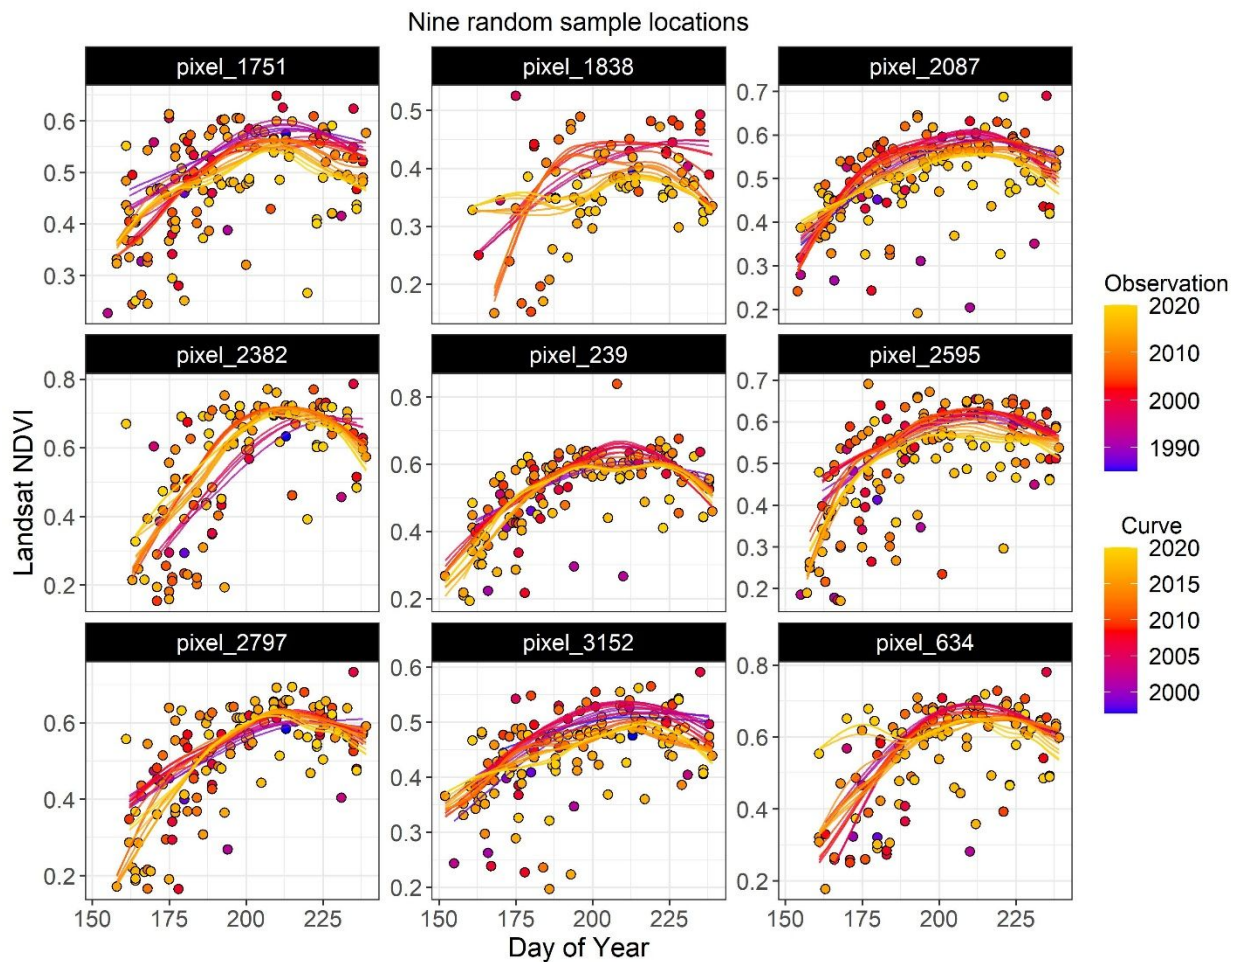 Nine random sample locations
pixel_1751
pixel_1838
pixel_2087
0.6
0.5
0.4
0.3
0.5
0.4
0.3
0.2
0.7
0.6
0.5
0.4
0.3
0.2
pixel_2382
pixel_239
pixel_2595
0.8
0.6
0.4
0.2
0.8
0.6
0.4
0.2
0.7
0.6
0.5
0.4
0.3
0.2
pixel_2797
pixel_3152
pixel_634
0.6
0.4
0.2
0.6
0.5
0.4
0.3
0.2
0.8
0.6
0.4
0.2
150 175 200 225
150 175 200 225
150 175 200 225
Landsat NDVI
Day of Year
Observation
2020
2010
2000
1990
Curve
2020
2015
2010
2005
2000